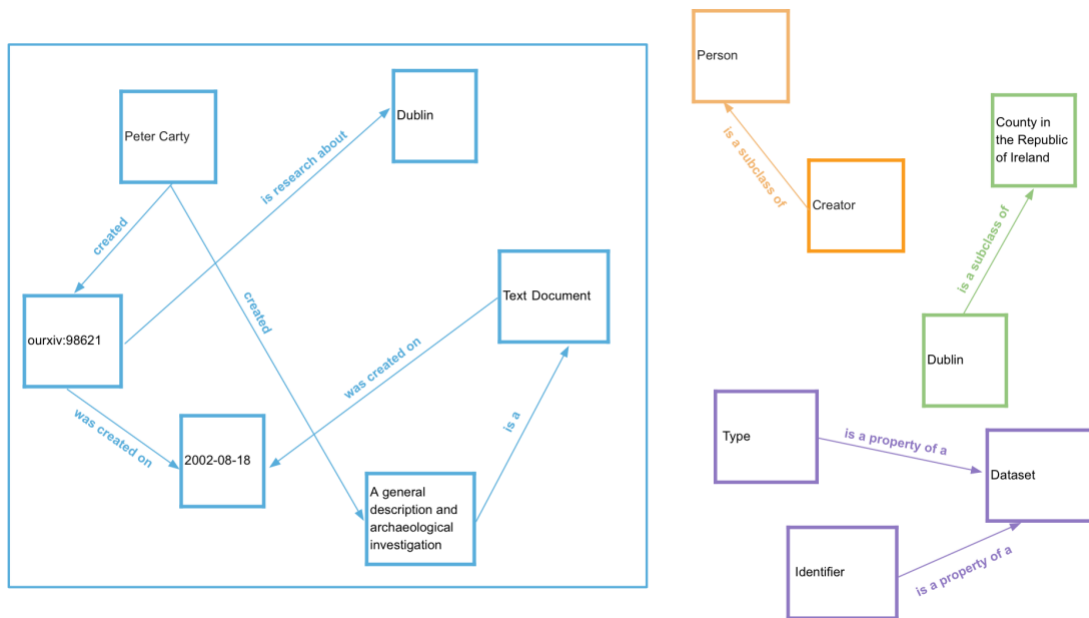 Person
Peter Carty
Dublin
is research about
is a subclass of
County in
the Republic
of Ireland
Creator
created
created
Text Document
is a subclass of
ourxiv:98621
was created on
Dublin
was created on
is a
Type
is a property of a
2002-08-18
A general
description and
archaeological
investigation
Dataset
Identifier
is a property of a